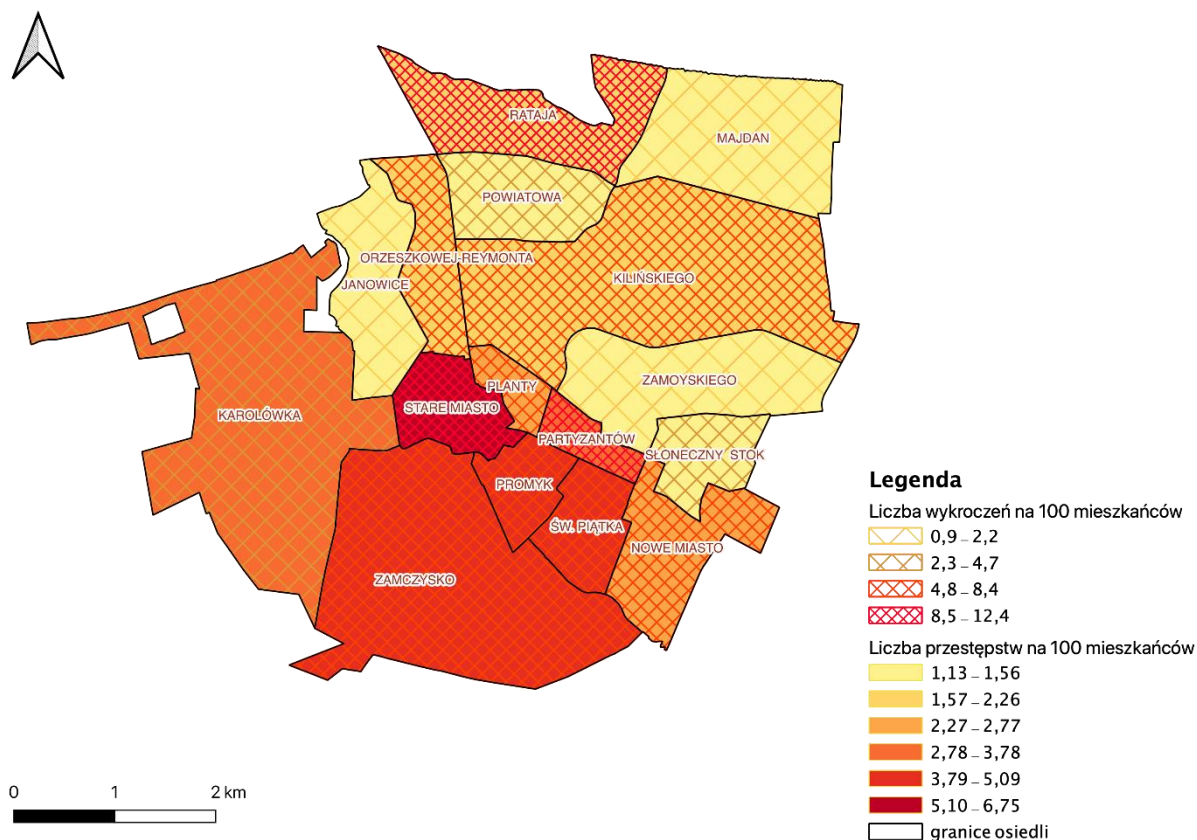 RATAJA
MAJDAN
POWIATOWA
ORZESZKOWEJ-REYMONTA
KILIŃSKIEGO
JANOWICE
ZAMOYSKIEGO
PLANTY
STARE MIASTO
KAROLÓWKA
PARTYZANTÓW
SŁONECZNY STOK
PROMYK
ŚW. PIĄTKA
NOWE MIASTO
ZAMCZYSKO
Legenda
Liczba wykroczeń na 100 mieszkańców
0,9 – 2,2
2,3 – 4,7
4,8 – 8,4
8,5 – 12,4
Liczba przestępstw na 100 mieszkańców
1,13 – 1,56
1,57 – 2,26
2,27 – 2,77
2,78 – 3,78
3,79 – 5,09
5,10 – 6,75
granice osiedli
0 1 2 km